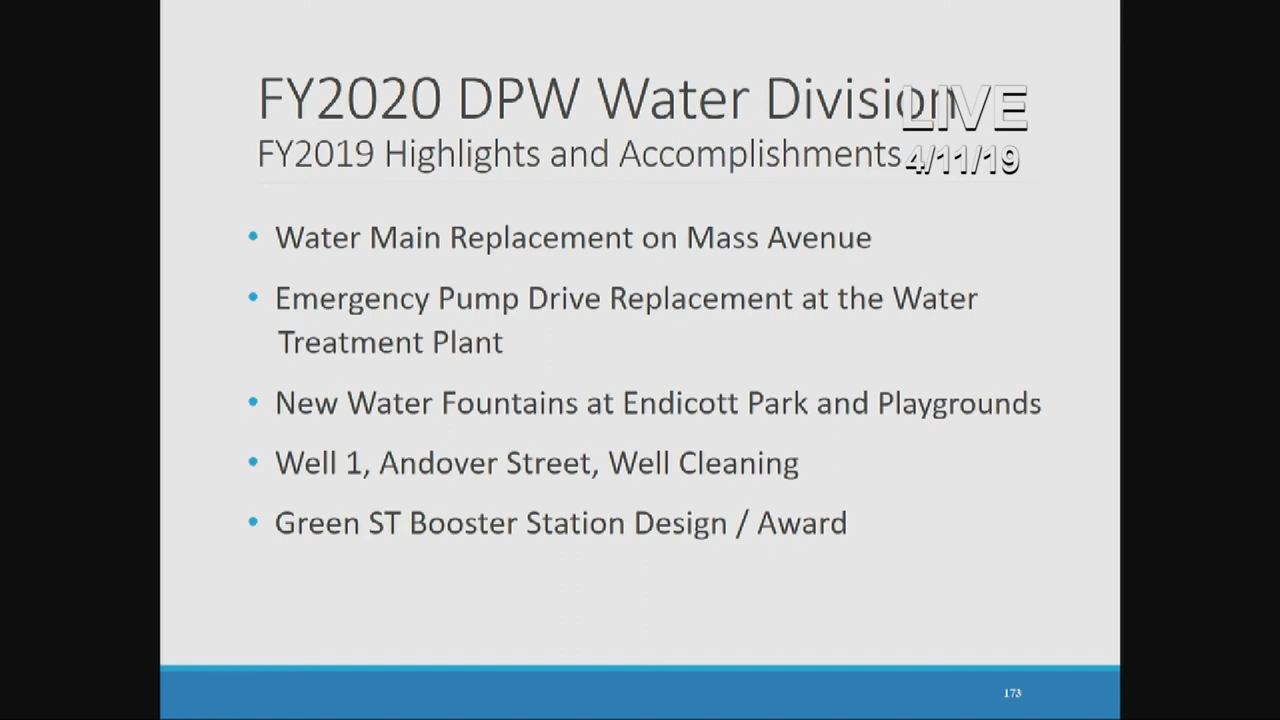 FY2020 DPW Water Division
LIVE
FY2019 Highlights and Accomplishments
4/11/19
• Water Main Replacement on Mass Avenue
• Emergency Pump Drive Replacement at the Water
Treatment Plant
• New Water Fountains at Endicott Park and Playgrounds
• Well 1, Andover Street, Well Cleaning
• Green ST Booster Station Design / Award
173